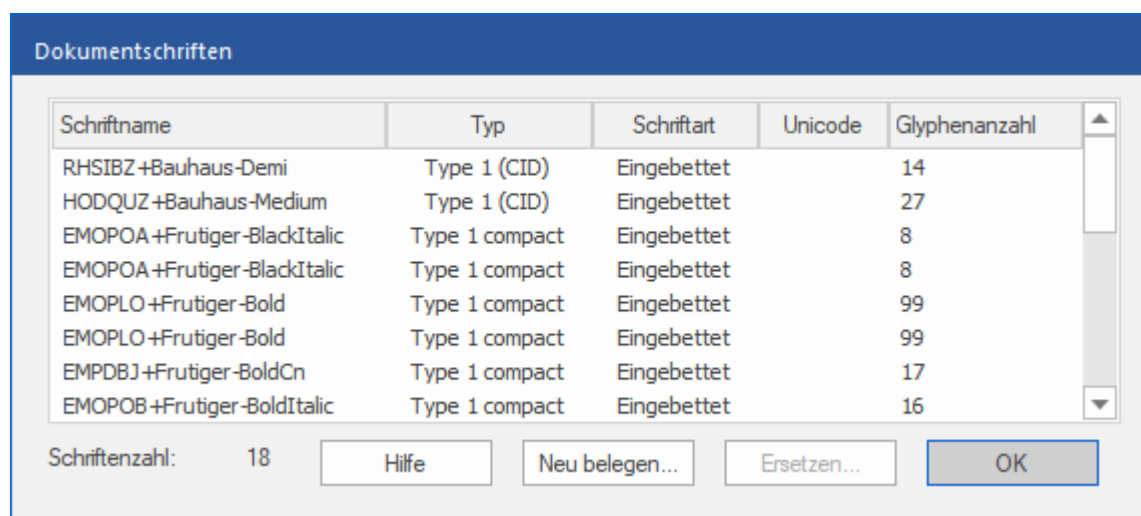 Dokumentschriften
Schriftname Typ Schriftart Unicode Glyphenanzahl
RHSIBZ+Bauhaus-Demi Type 1 (CID) Eingebettet 14
HODQUZ+Bauhaus-Medium Type 1 (CID) Eingebettet 27
EMOPOA+Frutiger-BlackItalic Type 1 compact Eingebettet 8
EMOPOA+Frutiger-BlackItalic Type 1 compact Eingebettet 8
EMOPLO+Frutiger-Bold Type 1 compact Eingebettet 99
EMOPLO+Frutiger-Bold Type 1 compact Eingebettet 99
EMPDBJ+Frutiger-BoldCn Type 1 compact Eingebettet 17
EMOPOB+Frutiger-BoldItalic Type 1 compact Eingebettet 16
Schriftenzahl: 18 Hilfe Neu belegen... Ersetzen... OK